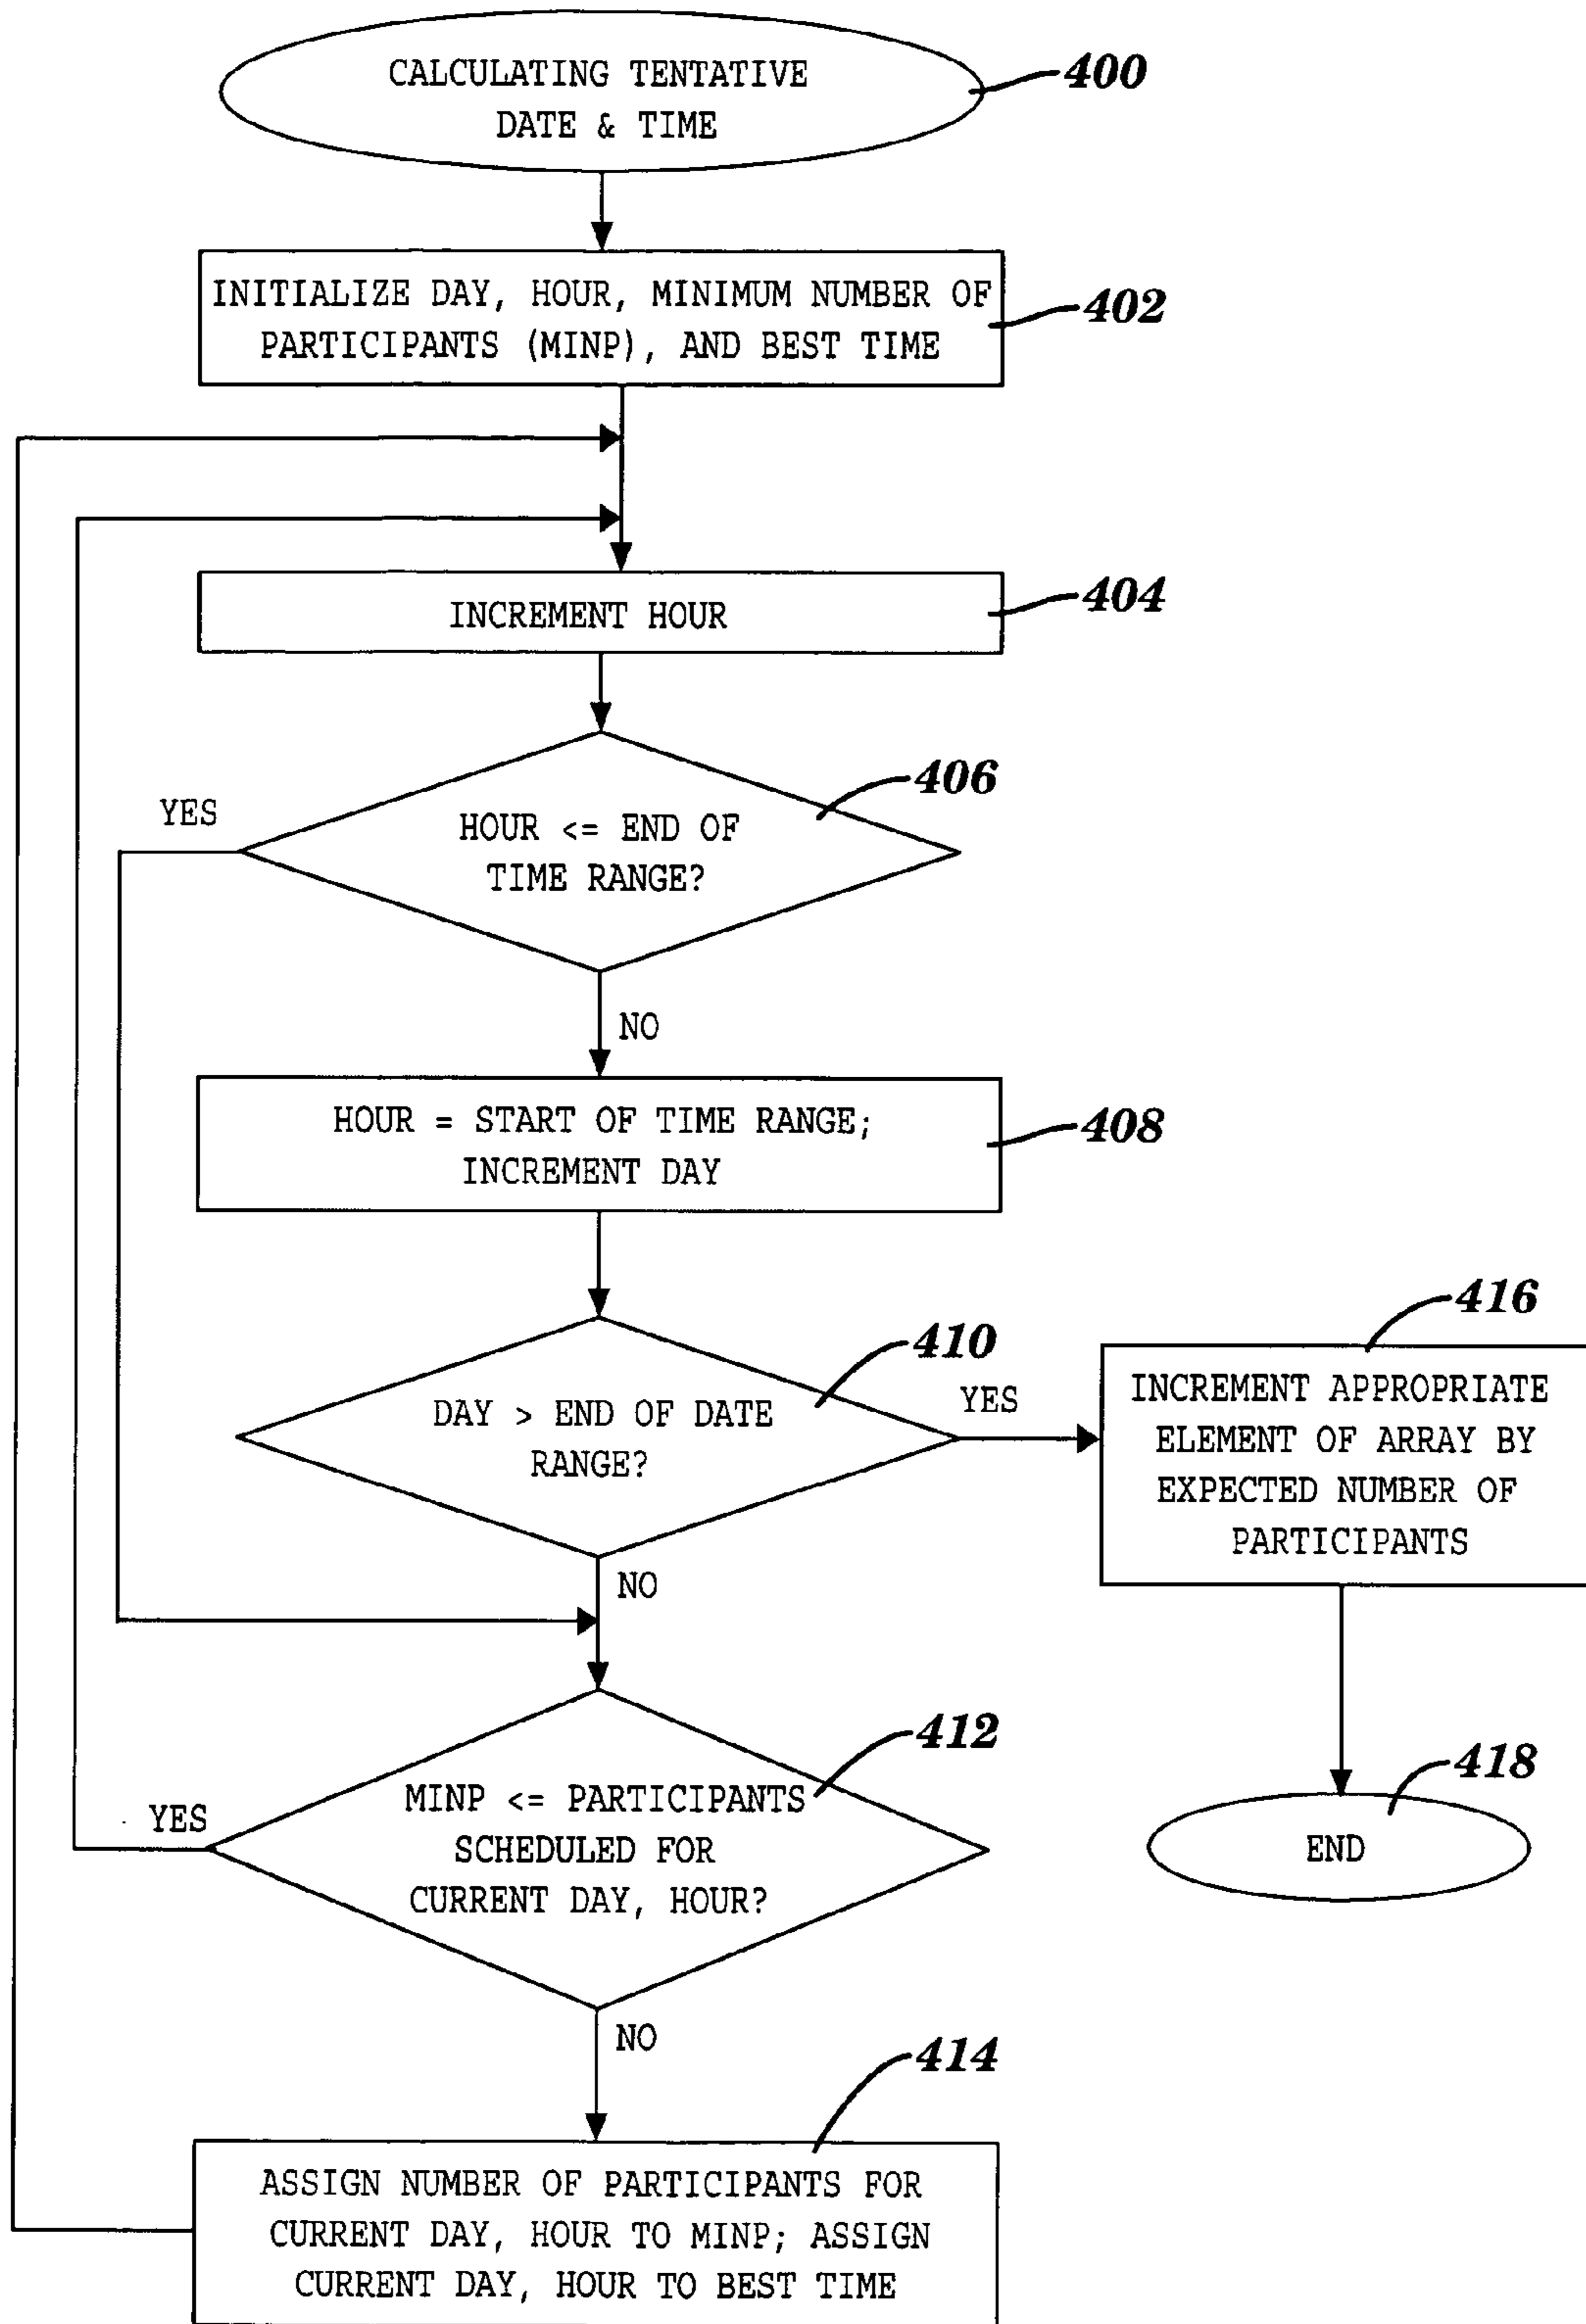 CALCULATING TENTATIVE
DATE & TIME
400
INITIALIZE DAY, HOUR, MINIMUM NUMBER OF
PARTICIPANTS (MINP), AND BEST TIME
402
INCREMENT HOUR
404
406
YES
HOUR <= END OF
TIME RANGE?
NO
HOUR = START OF TIME RANGE;
INCREMENT DAY
408
410
DAY > END OF DATE
RANGE?
YES
NO
416
INCREMENT APPROPRIATE
ELEMENT OF ARRAY BY
EXPECTED NUMBER OF
PARTICIPANTS
412
YES
MINP <= PARTICIPANTS
SCHEDULED FOR
CURRENT DAY, HOUR?
NO
418
END
414
ASSIGN NUMBER OF PARTICIPANTS FOR
CURRENT DAY, HOUR TO MINP; ASSIGN
CURRENT DAY, HOUR TO BEST TIME